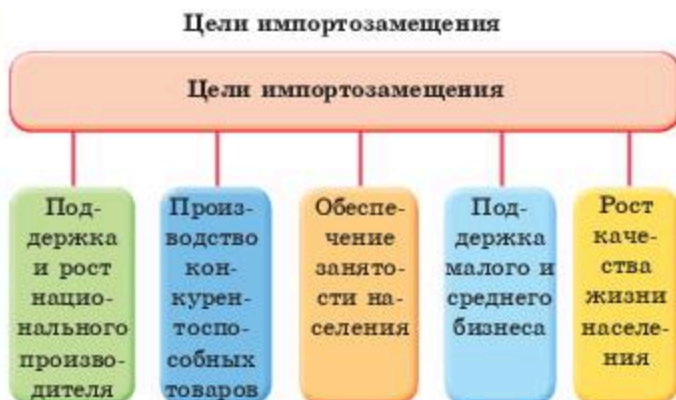 Цели импортозамещения
Цели импортозамещения
Под-
держка
и рост
нацио-
нального
произво-
дителя
Произ-
водство
кон-
курен-
тоспо-
собных
товаров
Обеспе-
чение
занято-
сти на-
селения
Под-
держка
малого и
среднего
бизнеса
Рост
каче-
ства
жизни
населе-
ния